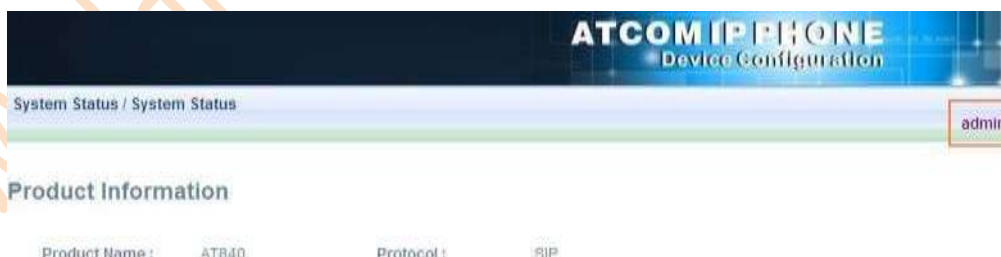 ATCOM IP PHONE
Device Configuration
System Status / System Status
admin
Product Information
Product Name : AT840 Protocol : SIP